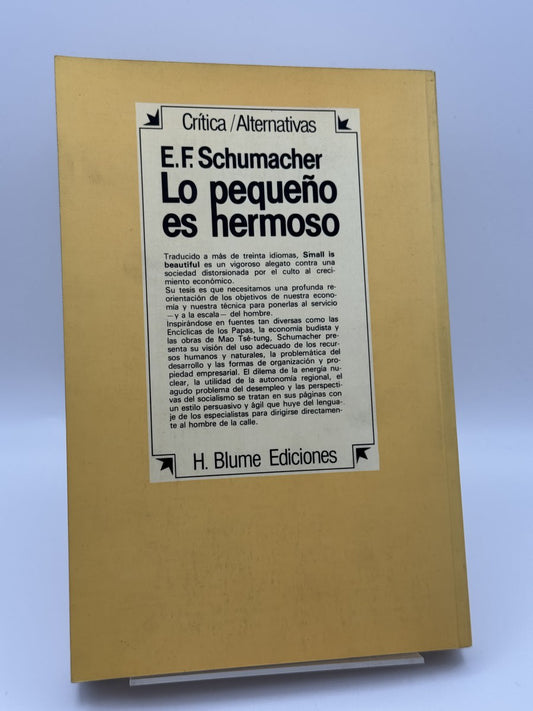 Crítica/Alternativas
E.F. Schumacher
Lo pequeño
es hermoso
Traducido a más de treinta idiomas, Small is
beautiful es un vigoroso alegato contra una
sociedad distorsionada por el culto al creci-
miento económico.
Su tesis es que necesitamos una profunda re-
orientación de los objetivos de nuestra econo-
mía y nuestra técnica para ponerlas al servicio
—y a la escala— del hombre.
Inspirándose en fuentes tan diversas como las
Encíclicas de los Papas, la economía budista y
las obras de Mao Tsê-tung, Schumacher pre-
senta su visión del uso adecuado de los recur-
sos humanos y naturales, la problemática del
desarrollo y las formas de organización y pro-
piedad empresarial. El dilema de la energía nu-
clear, la utilidad de la autonomía regional, el
agudo problema del desempleo y las perspecti-
vas del socialismo se tratan en sus páginas con
un estilo persuasivo y ágil que huye del lengua-
je de los especialistas para dirigirse directamen-
te al hombre de la calle.
H. Blume Ediciones